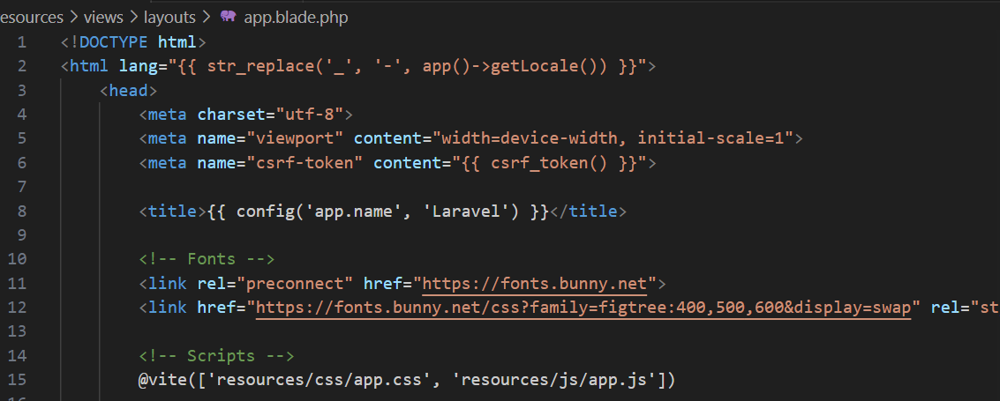 esources > views > layouts > app.blade.php
1 <!DOCTYPE html>
2 <html lang="{{ str_replace('_', '-', app()->getLocale()) }}">
3 <head>
4 <meta charset="utf-8">
5 <meta name="viewport" content="width=device-width, initial-scale=1">
6 <meta name="csrf-token" content="{{ csrf_token() }}">
7
8 <title>{{ config('app.name', 'Laravel') }}</title>
9
10 <!-- Fonts -->
11 <link rel="preconnect" href="https://fonts.bunny.net">
12 <link href="https://fonts.bunny.net/css?family=figtree:400,500,600&display=swap" rel="st
13
14 <!-- Scripts -->
15 @vite(['resources/css/app.css', 'resources/js/app.js'])